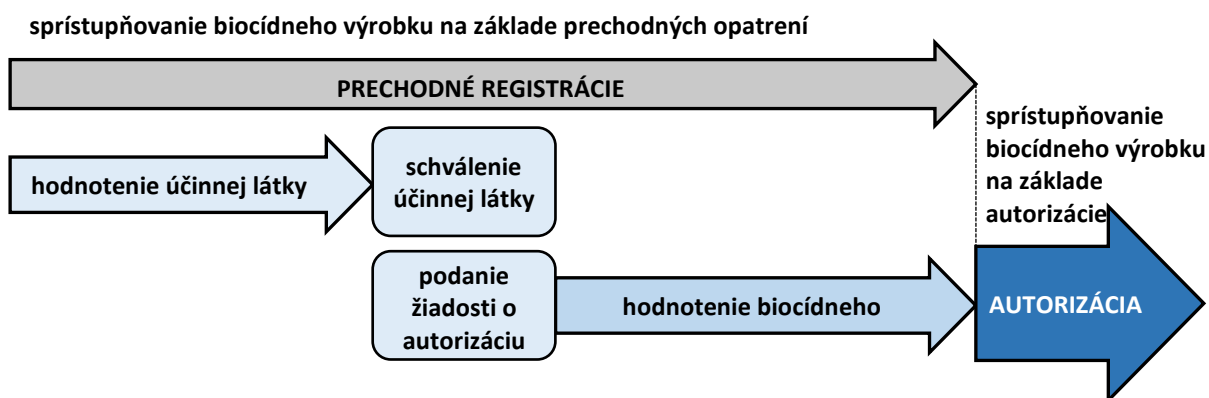 sprístupňovanie biocídneho výrobku na základe prechodných opatrení
PRECHODNÉ REGISTRÁCIE
sprístupňovanie
biocídneho výrobku
na základe
autorizácie
hodnotenie účinnej látky
schválenie
účinnej látky
podanie
žiadosti o
autorizáciu
hodnotenie biocídneho
AUTORIZÁCIA